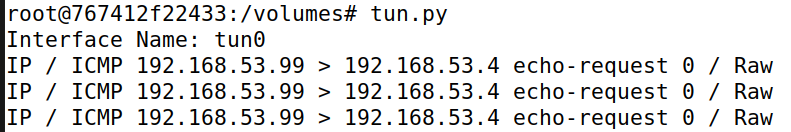 root@767412f22433:/volumes# tun.py
Interface Name: tun0
IP / ICMP 192.168.53.99 > 192.168.53.4 echo-request 0 / Raw
IP / ICMP 192.168.53.99 > 192.168.53.4 echo-request 0 / Raw
IP / ICMP 192.168.53.99 > 192.168.53.4 echo-request 0 / Raw